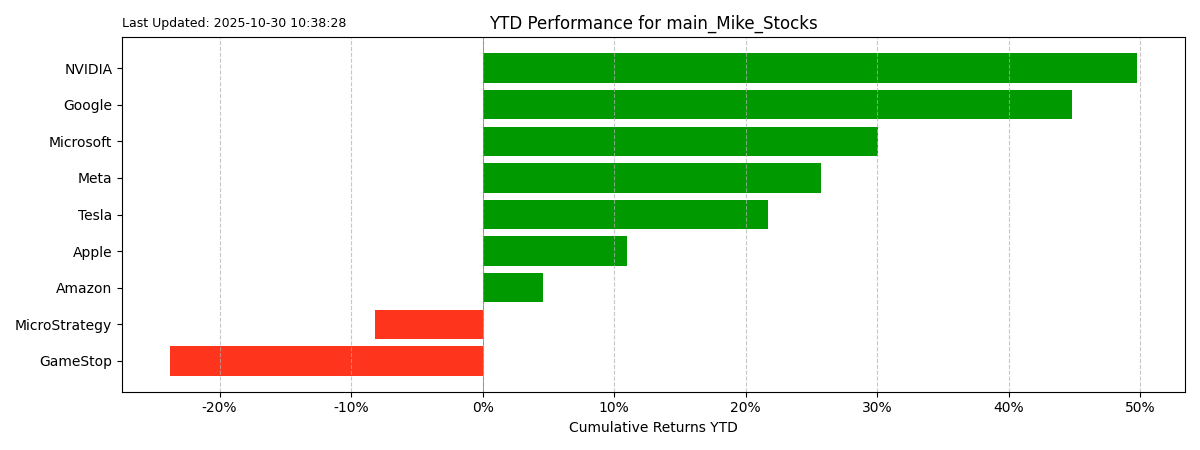 Last Updated: 2025-10-30 10:38:28
YTD Performance for main_Mike_Stocks
NVIDIA
Google
Microsoft
Meta
Tesla
Apple
Amazon
MicroStrategy
GameStop
-20% -10% 0% 10% 20% 30% 40% 50%
Cumulative Returns YTD